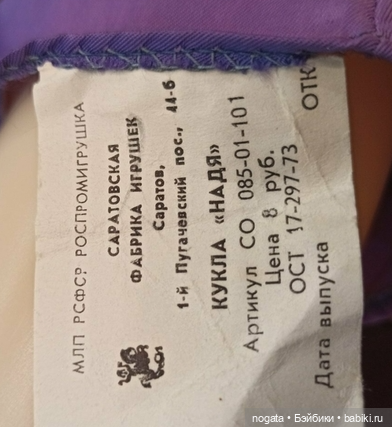 МЛП РСФСР РОСПРОМИГРУШКА
САРАТОВСКАЯ
ФАБРИКА ИГРУШЕК
Саратов,
1-й Пугачевский пос., 44-б
КУКЛА «НАДЯ»
Артикул СО 085-01-101
Цена 8 руб.
ОСТ 17-297-73
Дата выпуска ОТК
nogata • Бэйбики • babiki.ru